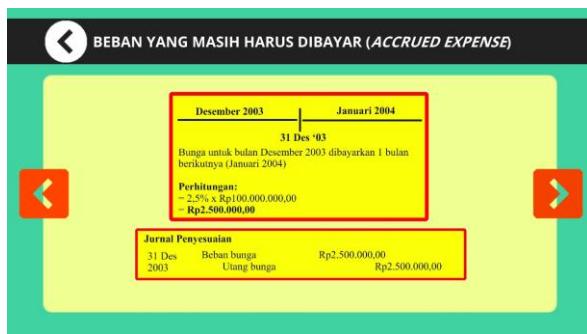 BEBAN YANG MASIH HARUS DIBAYAR (ACCRUED EXPENSE)
Desember 2003 Januari 2004
31 Des ‘03
Bunga untuk bulan Desember 2003 dibayarkan 1 bulan
berikutnya (Januari 2004)
Perhitungan:
= 2,5% x Rp100.000.000,00
= Rp2.500.000,00
Jurnal Penyesuaian
31 Des Beban bunga Rp2.500.000,00
2003 Utang bunga Rp2.500.000,00